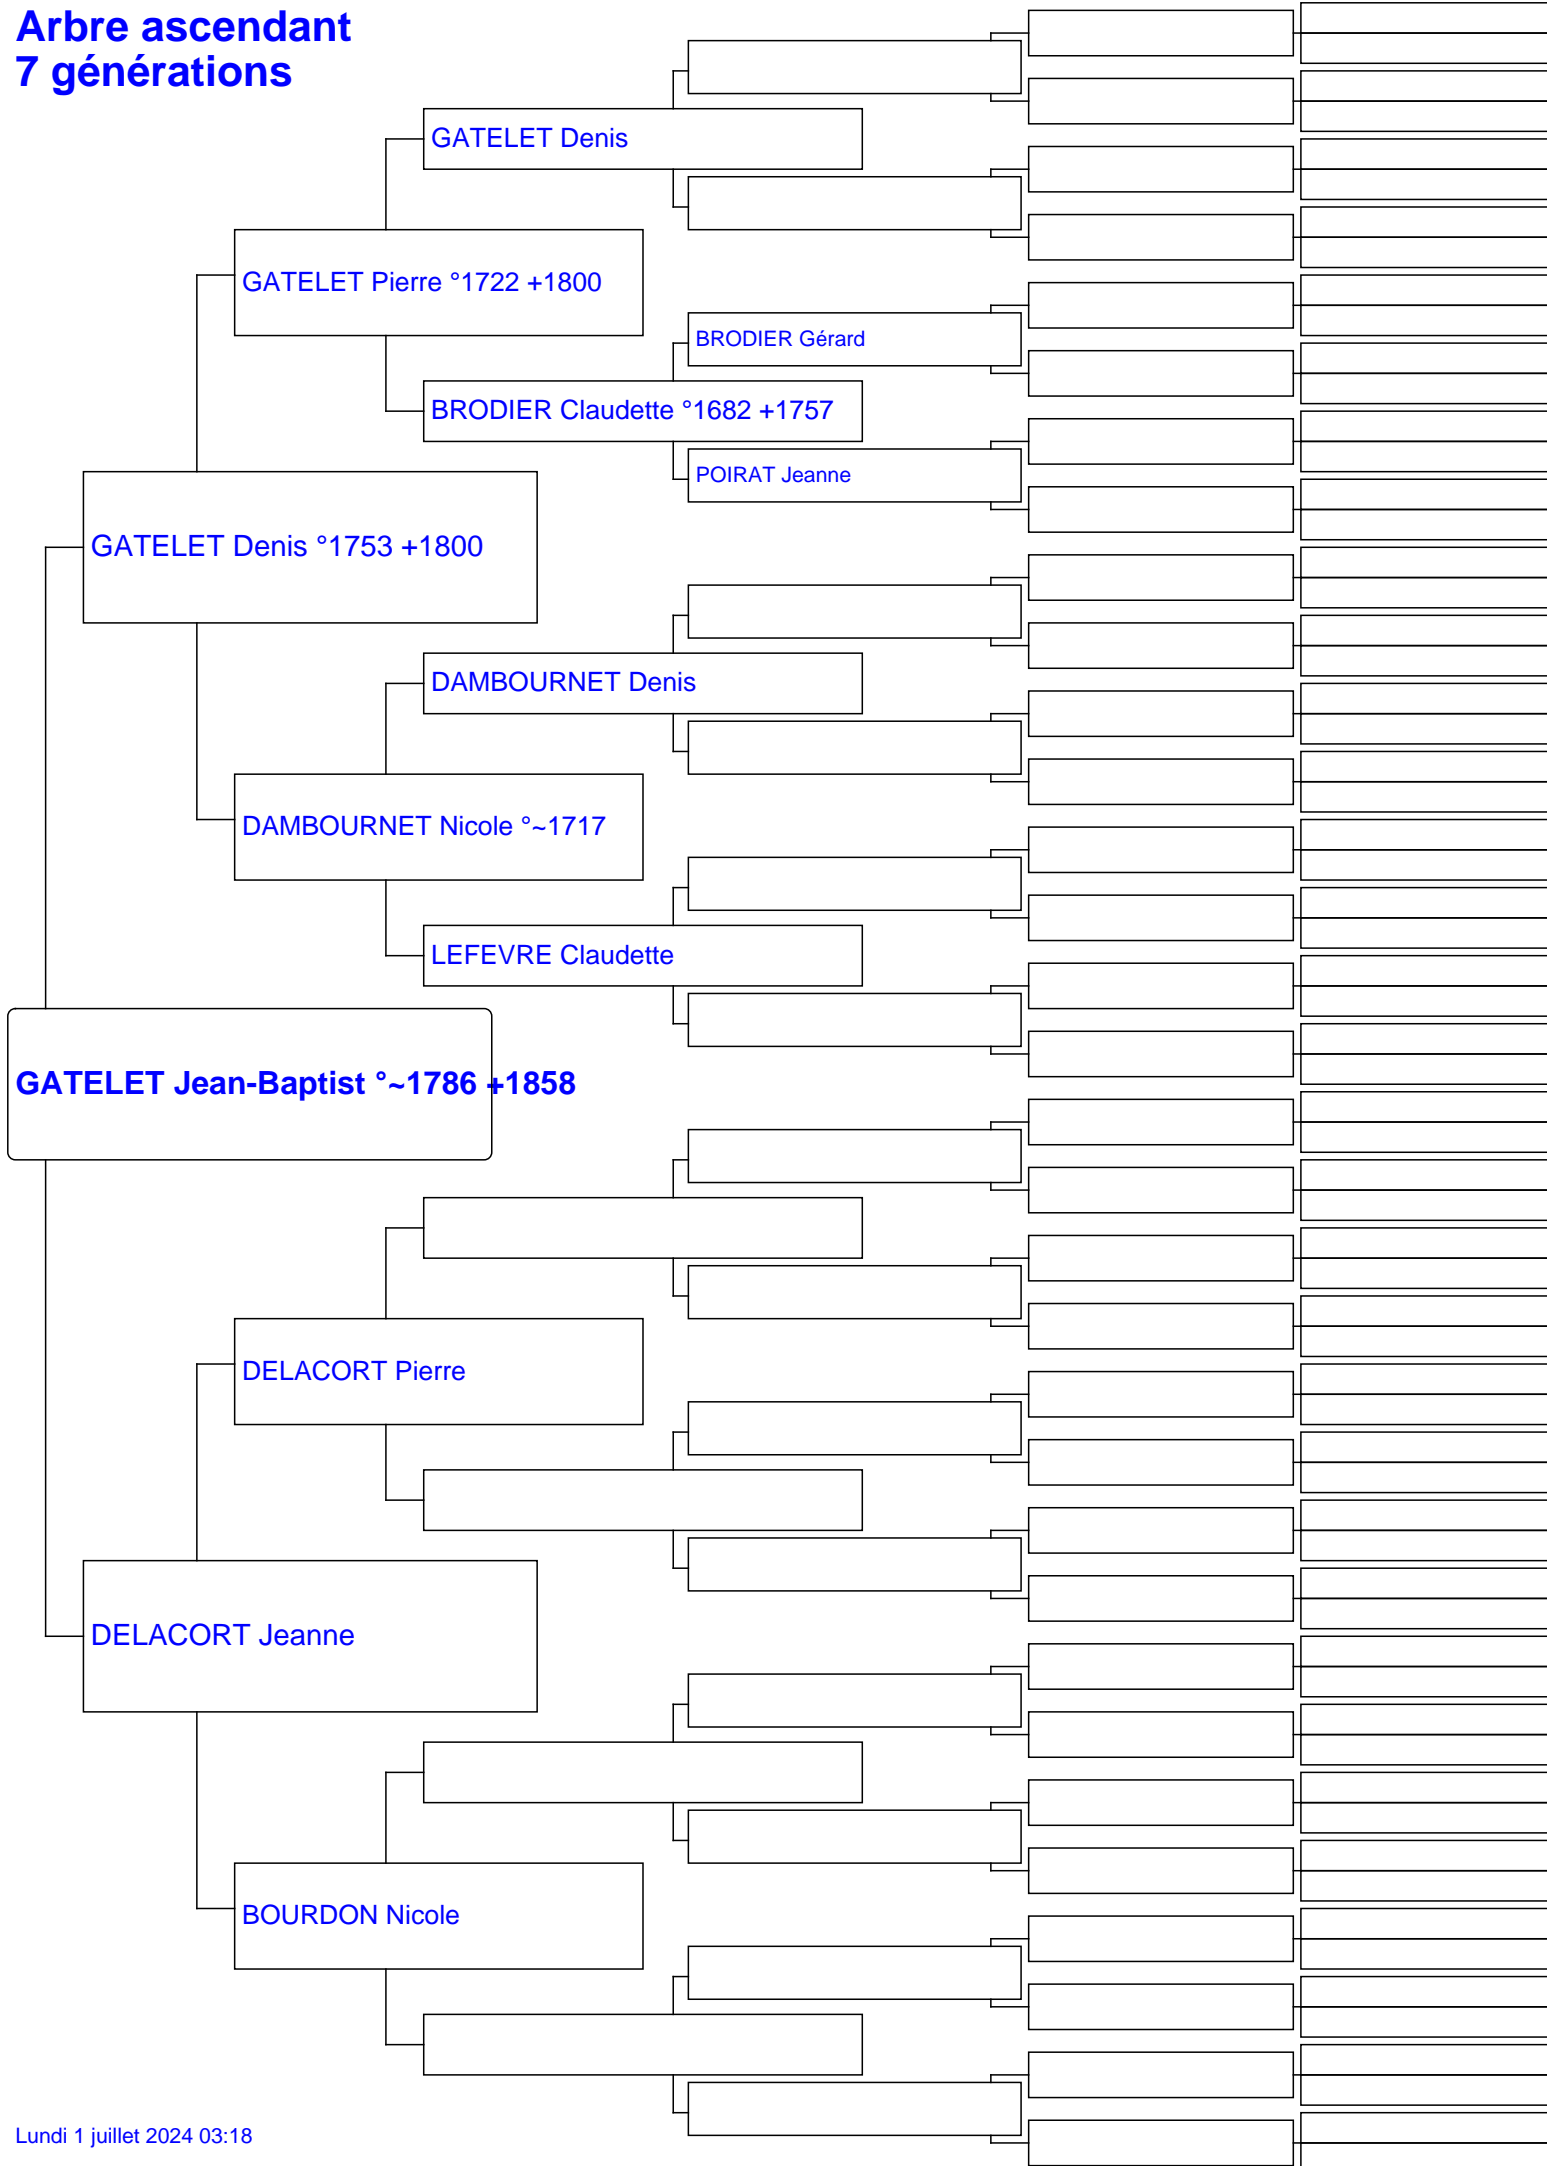 Arbre ascendant
7 générations
GATELET Denis
GATELET Pierre °1722 +1800
BRODIER Gérard
BRODIER Claudette °1682 +1757
POIRAT Jeanne
GATELET Denis °1753 +1800
DAMBOURNET Denis
DAMBOURNET Nicole °~1717
LEFEVRE Claudette
GATELET Jean-Baptist °~1786 +1858
DELACORT Pierre
DELACORT Jeanne
BOURDON Nicole
Lundi 1 juillet 2024 03:18